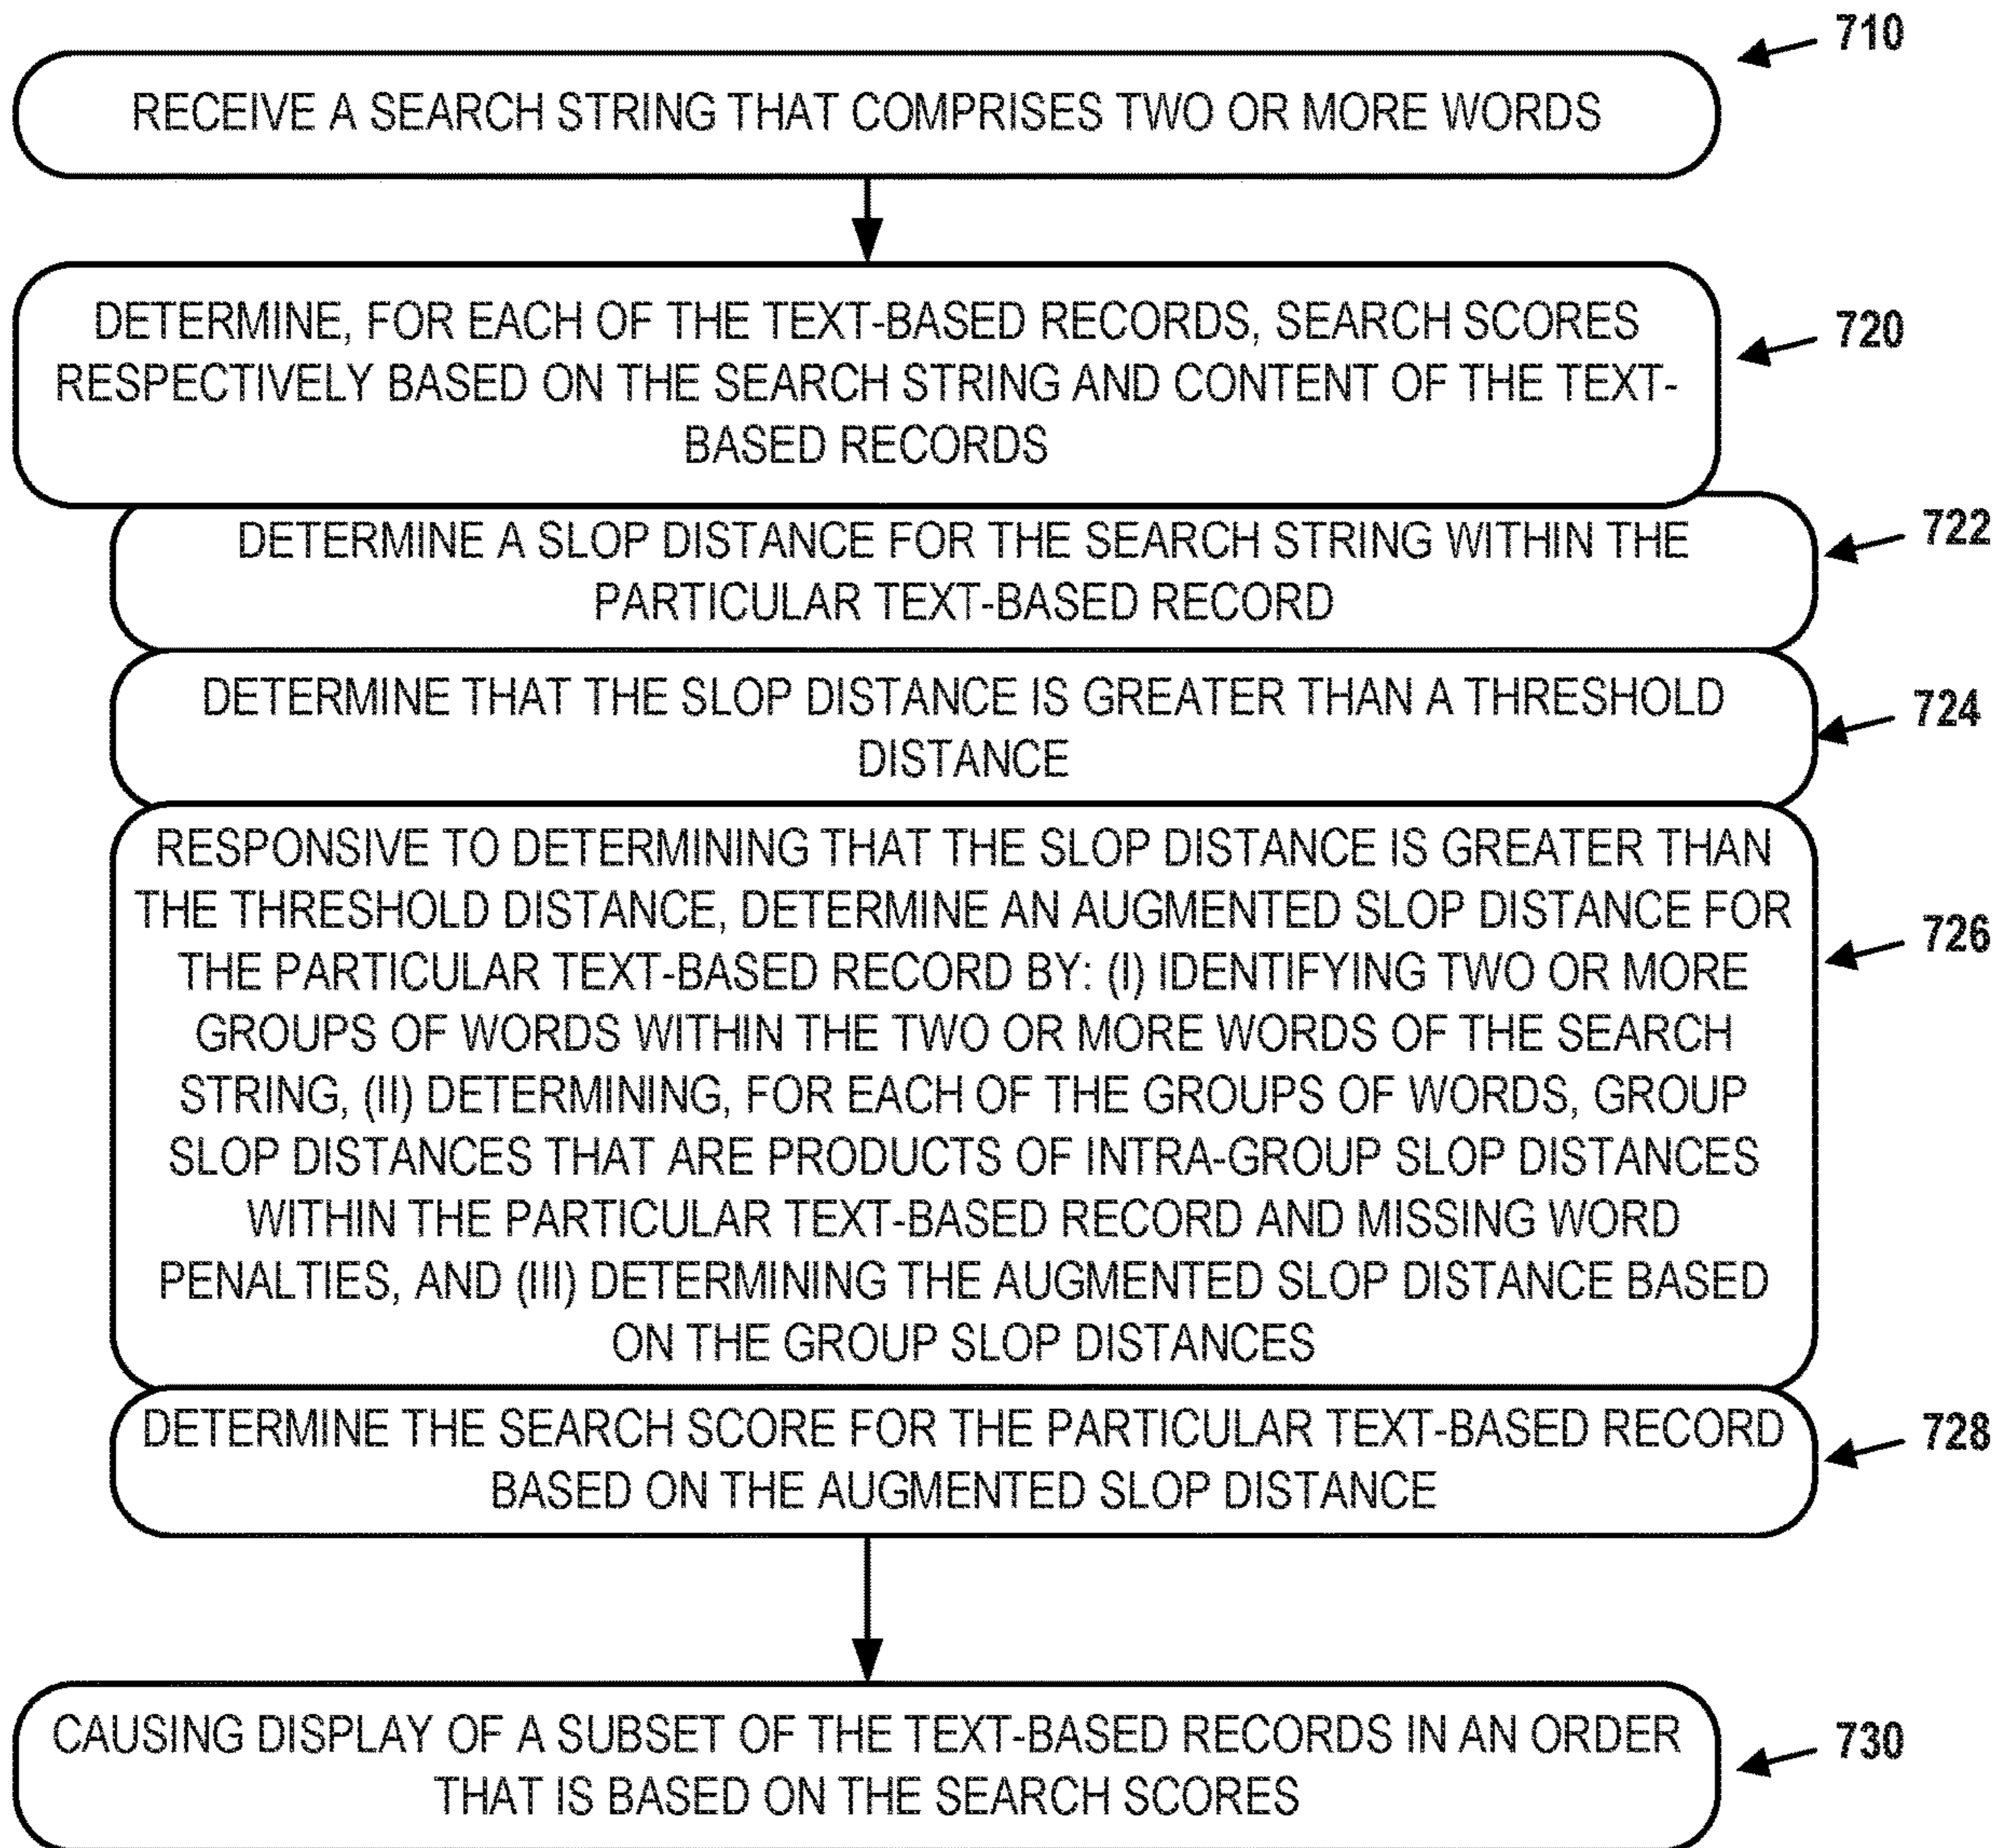 710
RECEIVE A SEARCH STRING THAT COMPRISES TWO OR MORE WORDS
DETERMINE, FOR EACH OF THE TEXT-BASED RECORDS, SEARCH SCORES
720
RESPECTIVELY BASED ON THE SEARCH STRING AND CONTENT OF THE TEXT-
BASED RECORDS
DETERMINE A SLOP DISTANCE FOR THE SEARCH STRING WITHIN THE
722
PARTICULAR TEXT-BASED RECORD
DETERMINE THAT THE SLOP DISTANCE IS GREATER THAN A THRESHOLD
724
DISTANCE
RESPONSIVE TO DETERMINING THAT THE SLOP DISTANCE IS GREATER THAN
THE THRESHOLD DISTANCE, DETERMINE AN AUGMENTED SLOP DISTANCE FOR
726
THE PARTICULAR TEXT-BASED RECORD BY: (I) IDENTIFYING TWO OR MORE
GROUPS OF WORDS WITHIN THE TWO OR MORE WORDS OF THE SEARCH
STRING, (II) DETERMINING, FOR EACH OF THE GROUPS OF WORDS, GROUP
SLOP DISTANCES THAT ARE PRODUCTS OF INTRA-GROUP SLOP DISTANCES
WITHIN THE PARTICULAR TEXT-BASED RECORD AND MISSING WORD
PENALTIES, AND (III) DETERMINING THE AUGMENTED SLOP DISTANCE BASED
ON THE GROUP SLOP DISTANCES
DETERMINE THE SEARCH SCORE FOR THE PARTICULAR TEXT-BASED RECORD
728
BASED ON THE AUGMENTED SLOP DISTANCE
CAUSING DISPLAY OF A SUBSET OF THE TEXT-BASED RECORDS IN AN ORDER
730
THAT IS BASED ON THE SEARCH SCORES